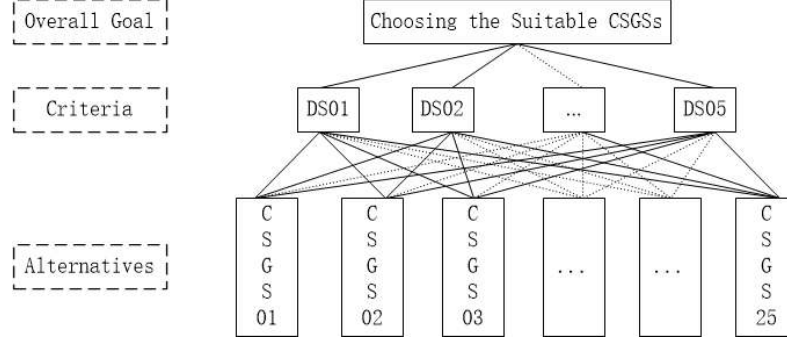 Overall Goal
Choosing the Suitable CSGSs
Criteria
DS01
DS02
...
DS05
Alternatives
C
S
G
S
01
C
S
G
S
02
C
S
G
S
03
...
...
C
S
G
S
25